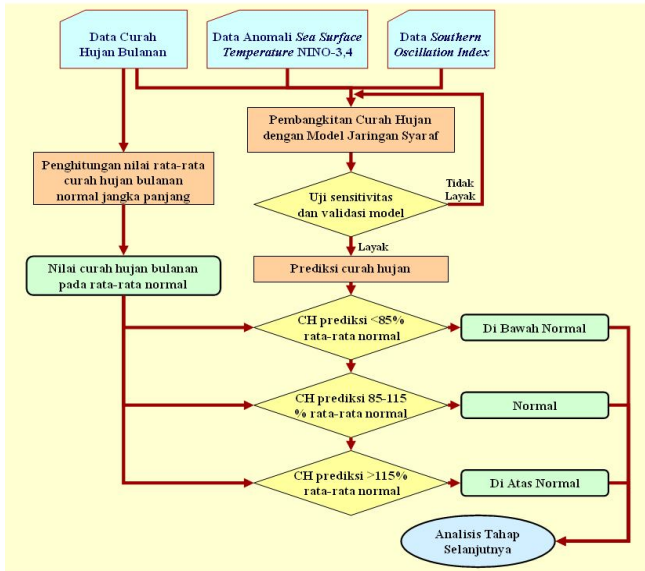 Data Curah
Hujan Bulanan
Data Anomali Sea Surface
Temperature NINO-3,4
Data Southern
Oscillation Index
Pembangkitan Curah Hujan
dengan Model Jaringan Syaraf
Penghitungan nilai rata-rata
curah hujan bulanan
normal jangka panjang
Uji sensitivitas
dan validasi model
Tidak
Layak
Layak
Nilai curah hujan bulanan
pada rata-rata normal
Prediksi curah hujan
CH prediksi <85%
rata-rata normal
Di Bawah Normal
CH prediksi 85-115
% rata-rata normal
Normal
CH prediksi >115%
rata-rata normal
Di Atas Normal
Analisis Tahap
Selanjutnya